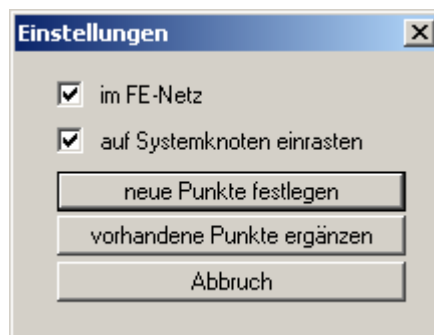 Einstellungen
im FE-Netz
auf Systemknoten einrasten
neue Punkte festlegen
vorhandene Punkte ergänzen
Abbruch